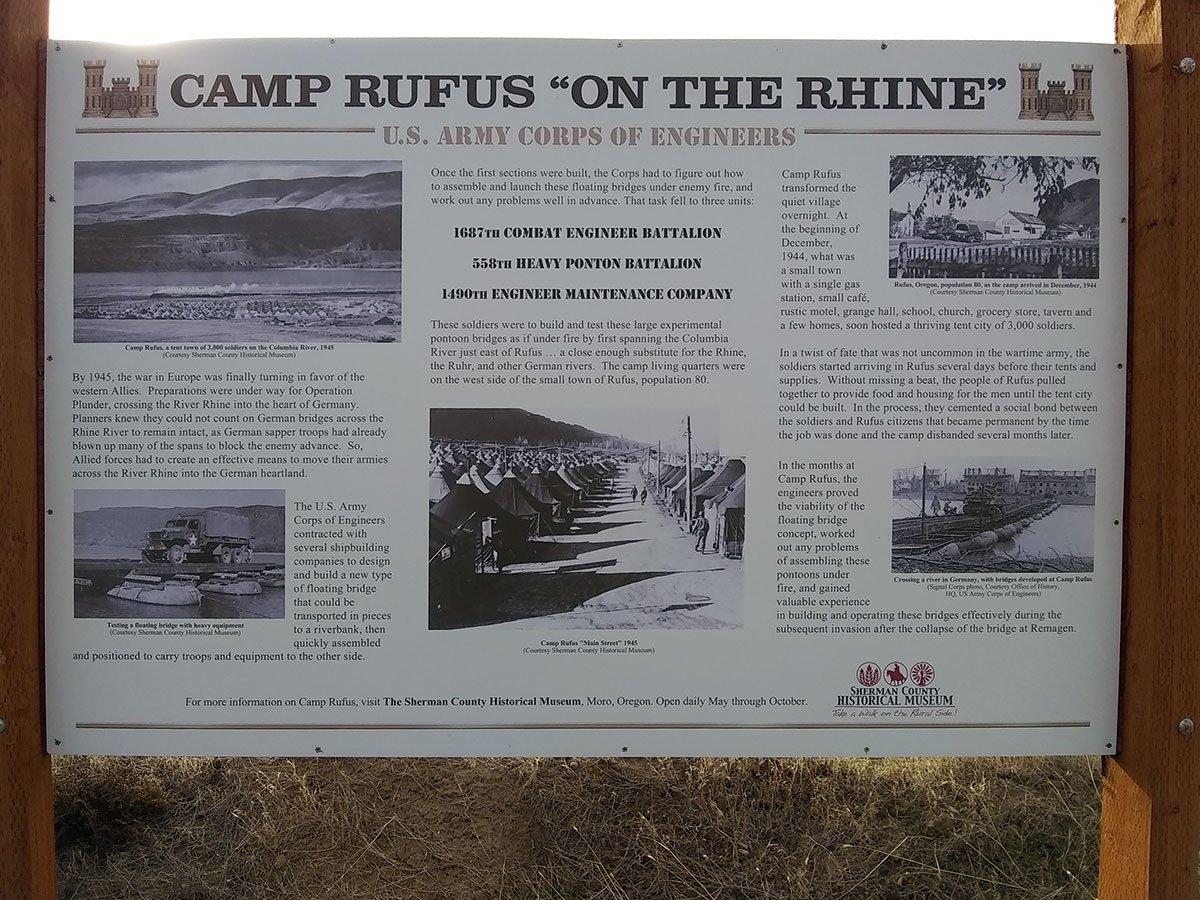 CAMP RUFUS “ON THE RHINE”
U.S. ARMY CORPS OF ENGINEERS
Camp Rufus, a tent town of 3,000 soldiers on the Columbia River, 1945
(Courtesy Sherman County Historical Museum)
By 1945, the war in Europe was finally turning in favor of the
western Allies. Preparations were under way for Operation
Plunder, crossing the River Rhine into the heart of Germany.
Planners knew they could not count on German bridges across the
Rhine River to remain intact, as German sapper troops had already
blown up many of the spans to block the enemy advance. So,
Allied forces had to create an effective means to move their armies
across the River Rhine into the German heartland.
Testing a floating bridge with heavy equipment
(Courtesy Sherman County Historical Museum)
The U.S. Army
Corps of Engineers
contracted with
several shipbuilding
companies to design
and build a new type
of floating bridge
that could be
transported in pieces
to a riverbank, then
quickly assembled
and positioned to carry troops and equipment to the other side.
Once the first sections were built, the Corps had to figure out how
to assemble and launch these floating bridges under enemy fire, and
work out any problems well in advance. That task fell to three units:
1687TH COMBAT ENGINEER BATTALION
558TH HEAVY PONTON BATTALION
1490TH ENGINEER MAINTENANCE COMPANY
These soldiers were to build and test these large experimental
pontoon bridges as if under fire by first spanning the Columbia
River just east of Rufus … a close enough substitute for the Rhine,
the Ruhr, and other German rivers. The camp living quarters were
on the west side of the small town of Rufus, population 80.
Camp Rufus "Main Street" 1945
(Courtesy Sherman County Historical Museum)
Camp Rufus
transformed the
quiet village
overnight. At
the beginning of
December,
1944, what was
a small town
with a single gas
station, small café,
rustic motel, grange hall, school, church, grocery store, tavern and
a few homes, soon hosted a thriving tent city of 3,000 soldiers.
Rufus, Oregon, population 80, as the camp arrived in December, 1944
(Courtesy Sherman County Historical Museum)
In a twist of fate that was not uncommon in the wartime army, the
soldiers started arriving in Rufus several days before their tents and
supplies. Without missing a beat, the people of Rufus pulled
together to provide food and housing for the men until the tent city
could be built. In the process, they cemented a social bond between
the soldiers and Rufus citizens that became permanent by the time
the job was done and the camp disbanded several months later.
In the months at
Camp Rufus, the
engineers proved
the viability of the
floating bridge
concept, worked
out any problems
of assembling these
pontoons under
fire, and gained
valuable experience
in building and operating these bridges effectively during the
subsequent invasion after the collapse of the bridge at Remagen.
Crossing a river in Germany, with bridges developed at Camp Rufus
(Signal Corps photo, Courtesy Office of History,
HQ, US Army Corps of Engineers)
For more information on Camp Rufus, visit The Sherman County Historical Museum, Moro, Oregon. Open daily May through October.
SHERMAN COUNTY
HISTORICAL MUSEUM
Take a Walk on the Rural Side!